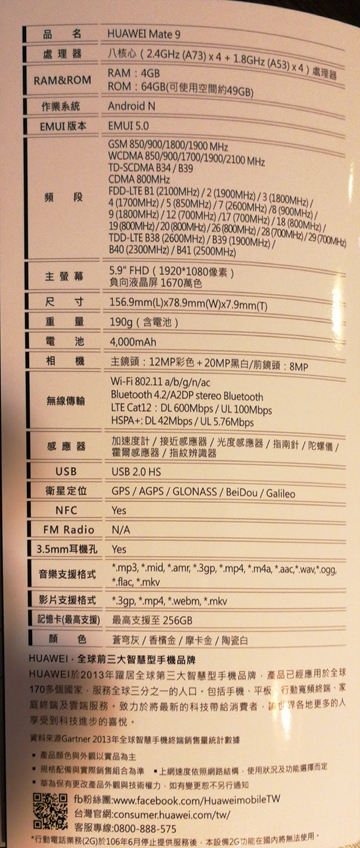 品　名 HUAWEI Mate 9
處 理 器 八核心 ( 2.4GHz (A73) x 4 + 1.8GHz (A53) x 4 ) 處理器
RAM&ROM RAM : 4GB
ROM : 64GB(可使用空間約49GB)
作業系統 Android N
EMUI 版本 EMUI 5.0
頻　段 GSM 850/900/1800/1900 MHz
WCDMA 850/900/1700/1900/2100 MHz
TD-SCDMA B34 / B39
CDMA 800MHz
FDD-LTE B1 (2100MHz) / 2 (1900MHz) / 3 (1800MHz) /
4 (1700MHz) / 5 (850MHz) / 7 (2600MHz) / 8 (900MHz) /
9 (1800MHz) / 12 (700MHz) /17 (700MHz) / 18 (800MHz) /
19 (800MHz) / 20 (800MHz) / 26 (800MHz) / 28 (700MHz) / 29 (700MHz)
TDD-LTE B38 (2600MHz) / B39 (1900MHz) /
B40 (2300MHz) / B41 (2500MHz)
主 螢 幕 5.9" FHD ( 1920*1080像素 )
負向液晶屏 1670萬色
尺　寸 156.9mm(L)x78.9mm(W)x7.9mm(T)
重　量 190g ( 含電池 )
電　池 4,000mAh
相　機 主鏡頭 : 12MP彩色 + 20MP黑白/前鏡頭 : 8MP
無線傳輸 Wi-Fi 802.11 a/b/g/n/ac
Bluetooth 4.2/A2DP stereo Bluetooth
LTE Cat12 : DL 600Mbps / UL 100Mbps
HSPA+: DL 42Mbps / UL 5.76Mbps
感 應 器 加速度計 / 接近感應器 / 光度感應器 / 指南針 / 陀螺儀 /
霍爾感應器 / 指紋辨識器
USB USB 2.0 HS
衛星定位 GPS / AGPS / GLONASS / BeiDou / Galileo
NFC Yes
FM Radio N/A
3.5mm耳機孔 Yes
音樂支援格式 *.mp3, *.mid, *.amr, *.3gp, *.mp4, *.m4a, *.aac,*.wav,*.ogg,
*.flac, *.mkv
影片支援格式 *.3gp, *.mp4, *.webm, *.mkv
記憶卡(最高支援) 最高支援至 256GB
顏　色 蒼穹灰 / 香檳金 / 摩卡金 / 陶瓷白
HUAWEI，全球前三大智慧型手機品牌
HUAWEI於2013年躍居全球第三大智慧型手機品牌，產品已經應用於全球
170多個國家，服務全球三分之一的人口。包括手機、平板、行動寬頻終端、家
庭終端及雲端服務。致力於將最新的科技帶給消費者，讓世界各地更多的人
享受到科技進步的喜悅。
資料來源Gartner 2013年全球智慧手機終端銷售量統計數據
• 產品顏色與外觀以實品為主
• 規格配備與實際銷售組合為準 • 上網速度依照網路結構，使用狀況及功能選擇而定
• 華為保有更改產品外觀與技術權力，如有變更恕不另行通知
fb粉絲團:www.facebook.com/HuaweimobileTW
台灣官網:consumer.huawei.com/tw/
客服專線:0800-888-575
*行動電話業務(2G)於106年6月停止提供服務後，本設備2G功能在國內將無法使用。